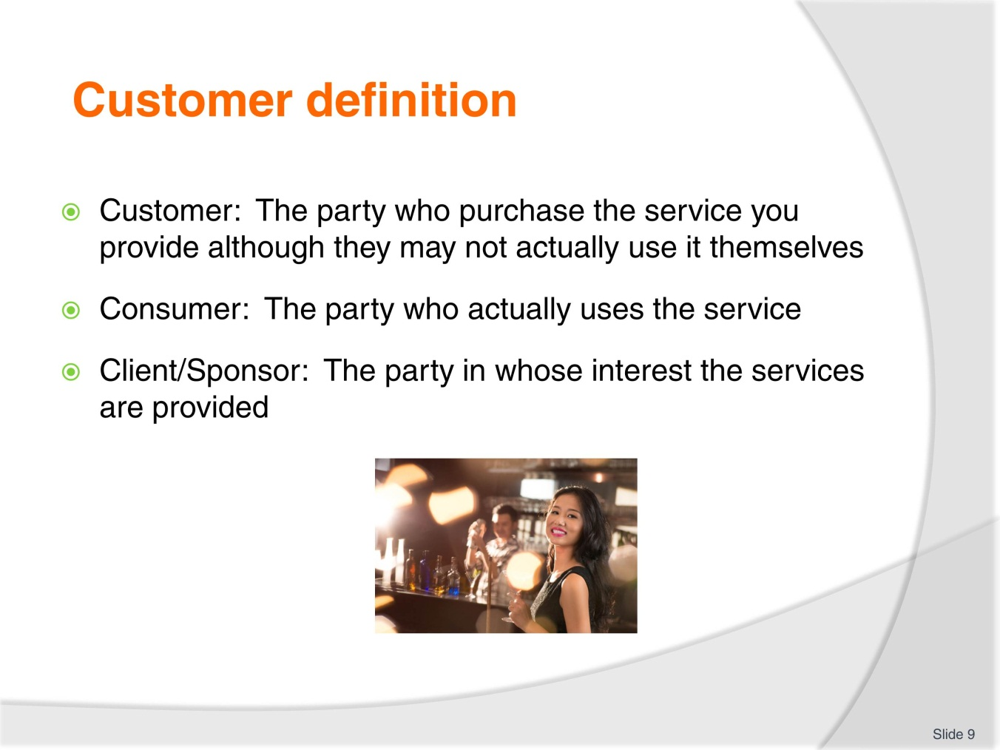 Customer definition
Customer:  The party who purchase the service you
provide although they may not actually use it themselves
Consumer:  The party who actually uses the service
Client/Sponsor:  The party in whose interest the services
are provided
Slide 9